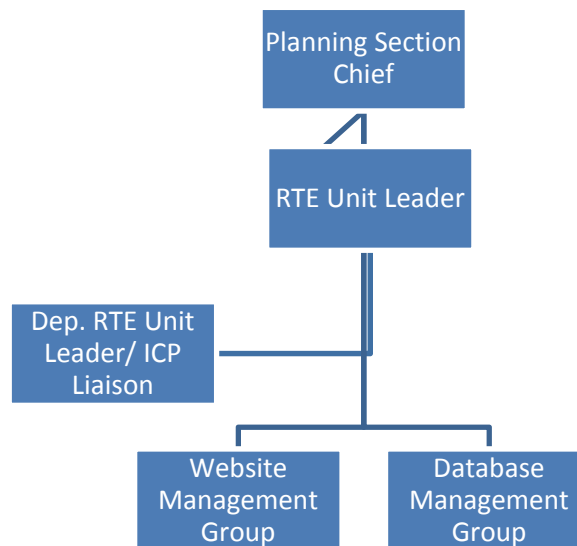 Planning Section
Chief
RTE Unit Leader
Dep. RTE Unit
Leader/ ICP
Liaison
Website
Management
Group
Database
Management
Group